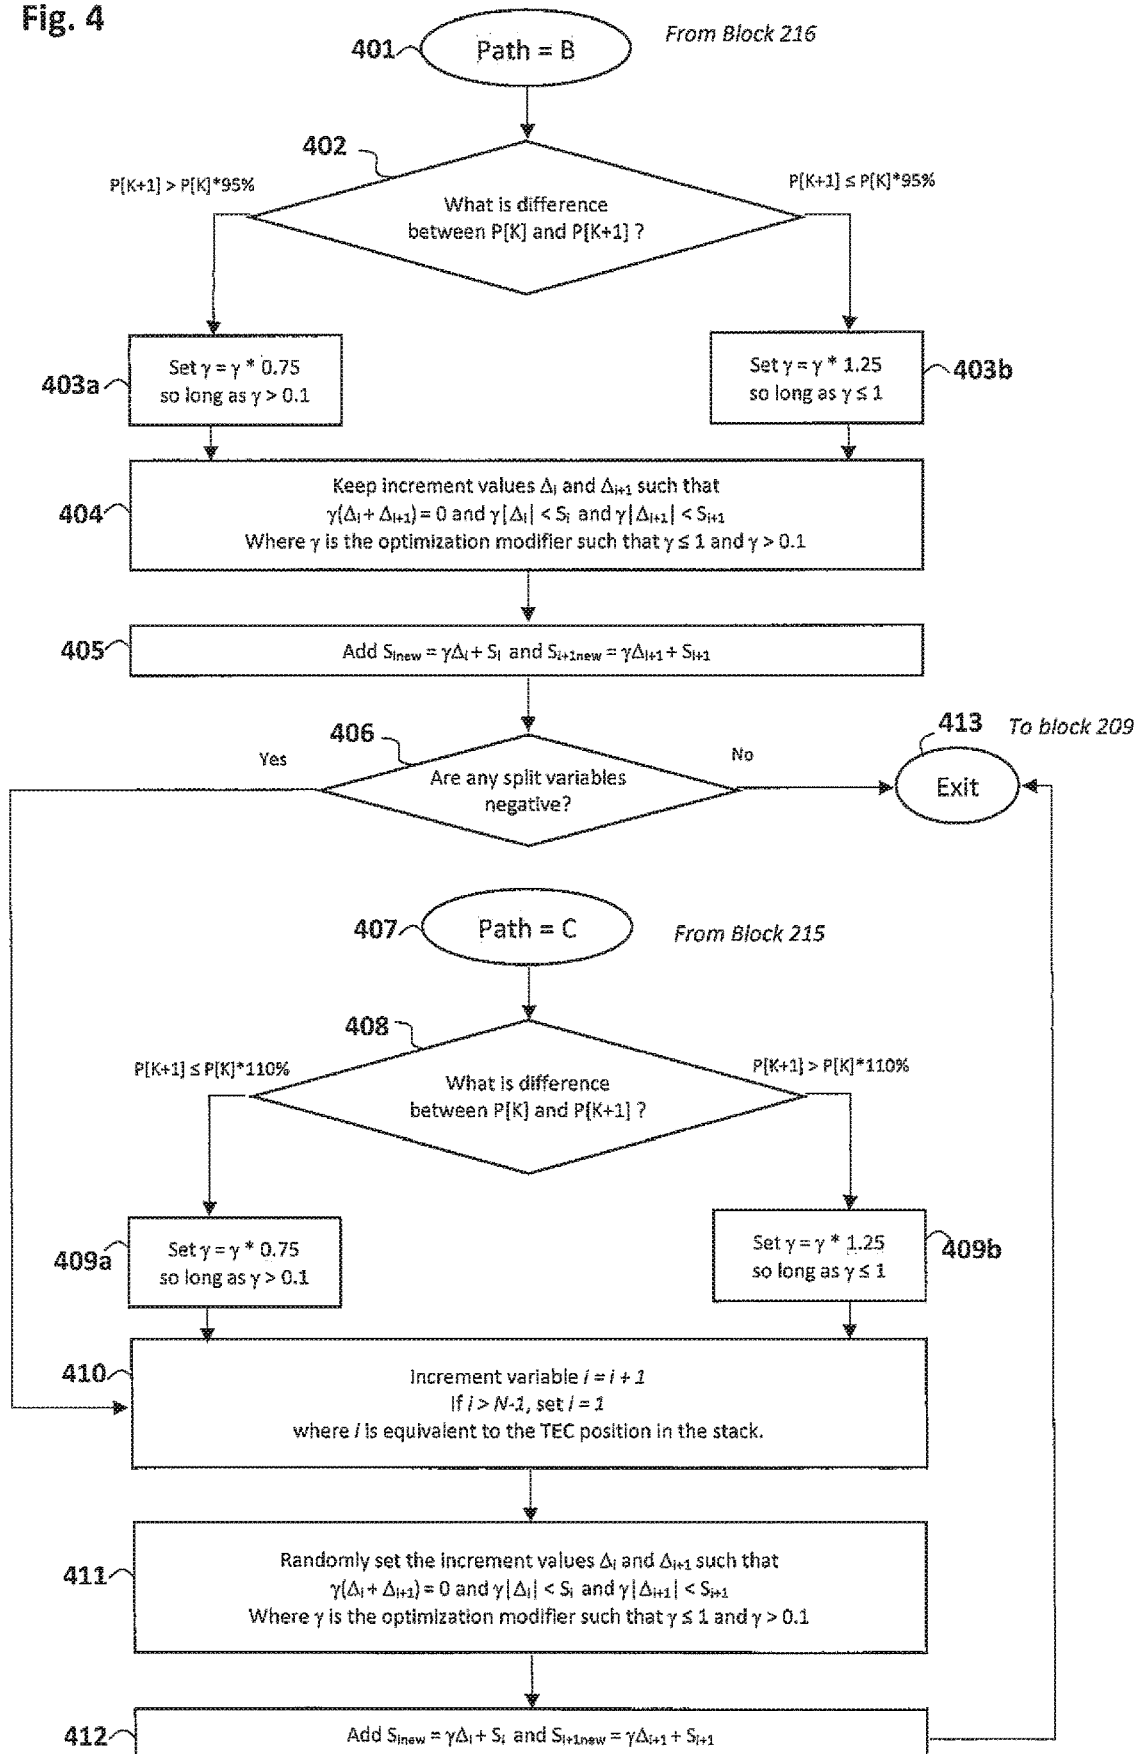 Fig. 4
401
Path = B
From Block 216
402
P[K+1] > P[K]*95%
P[K+1] ≤ P[K]*95%
What is difference
between P[K] and P[K+1] ?
403a
Set γ = γ * 0.75
so long as γ > 0.1
Set γ = γ * 1.25
so long as γ ≤ 1
403b
404
Keep increment values Δi and Δi+1 such that
γ(Δi + Δi+1) = 0 and γ|Δi| < Si and γ|Δi+1| < Si+1
Where γ is the optimization modifier such that γ ≤ 1 and γ > 0.1
405
Add Sinew = γΔi + Si and Si+1new = γΔi+1 + Si+1
406
Yes
No
Are any split variables
negative?
413
To block 209
Exit
407
Path = C
From Block 215
408
P[K+1] ≤ P[K]*110%
P[K+1] > P[K]*110%
What is difference
between P[K] and P[K+1] ?
409a
Set γ = γ * 0.75
so long as γ > 0.1
Set γ = γ * 1.25
so long as γ ≤ 1
409b
410
Increment variable i = i + 1
If i > N-1, set i = 1
where i is equivalent to the TEC position in the stack.
411
Randomly set the increment values Δi and Δi+1 such that
γ(Δi + Δi+1) = 0 and γ|Δi| < Si and γ|Δi+1| < Si+1
Where γ is the optimization modifier such that γ ≤ 1 and γ > 0.1
412
Add Sinew = γΔi + Si and Si+1new = γΔi+1 + Si+1